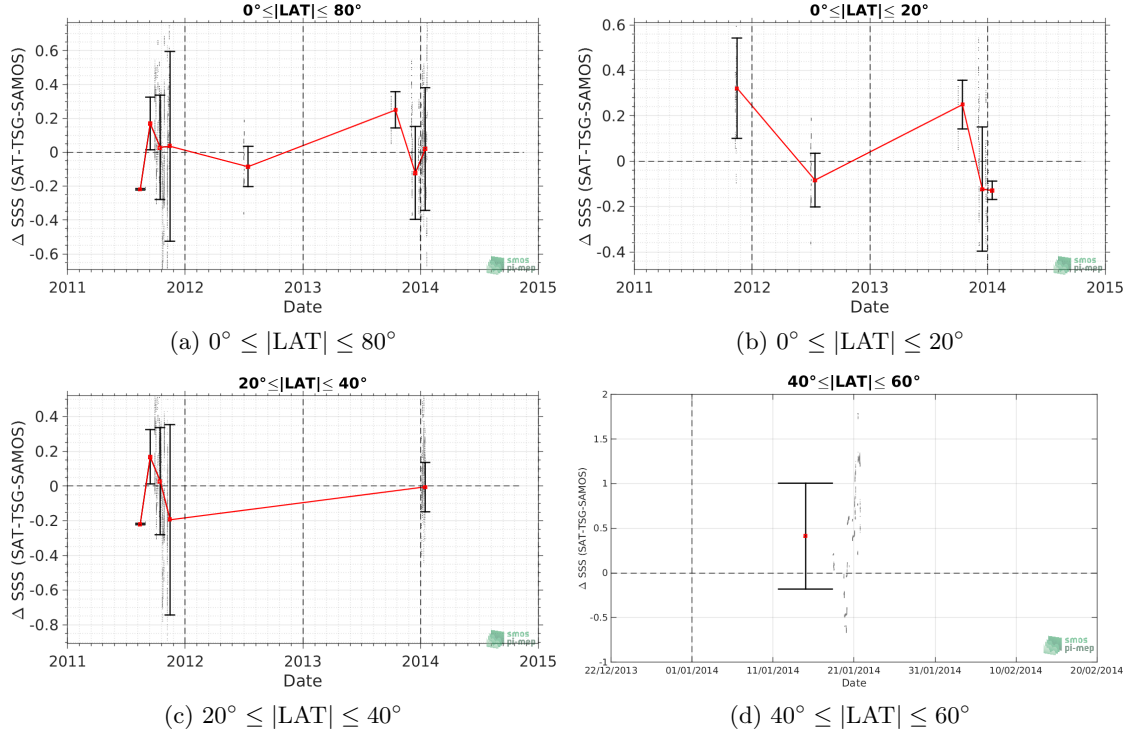 0°≤|LAT|≤ 80°
Δ SSS (SAT-TSG-SAMOS)
0.6
0.4
0.2
0
-0.2
-0.4
-0.6
2011
2012
2013
2014
2015
Date
smos
pi-mep
(a) 0° ≤ |LAT| ≤ 80°
0°≤|LAT|≤ 20°
Δ SSS (SAT-TSG-SAMOS)
0.6
0.4
0.2
0
-0.2
-0.4
2011
2012
2013
2014
2015
Date
smos
pi-mep
(b) 0° ≤ |LAT| ≤ 20°
20°≤|LAT|≤ 40°
Δ SSS (SAT-TSG-SAMOS)
0.4
0.2
0
-0.2
-0.4
-0.6
-0.8
2011
2012
2013
2014
2015
Date
smos
pi-mep
(c) 20° ≤ |LAT| ≤ 40°
40°≤|LAT|≤ 60°
Δ SSS (SAT-TSG-SAMOS)
2
1.5
1
0.5
0
-0.5
-1
22/12/2013
01/01/2014
11/01/2014
21/01/2014
31/01/2014
10/02/2014
20/02/2014
Date
smos
pi-mep
(d) 40° ≤ |LAT| ≤ 60°